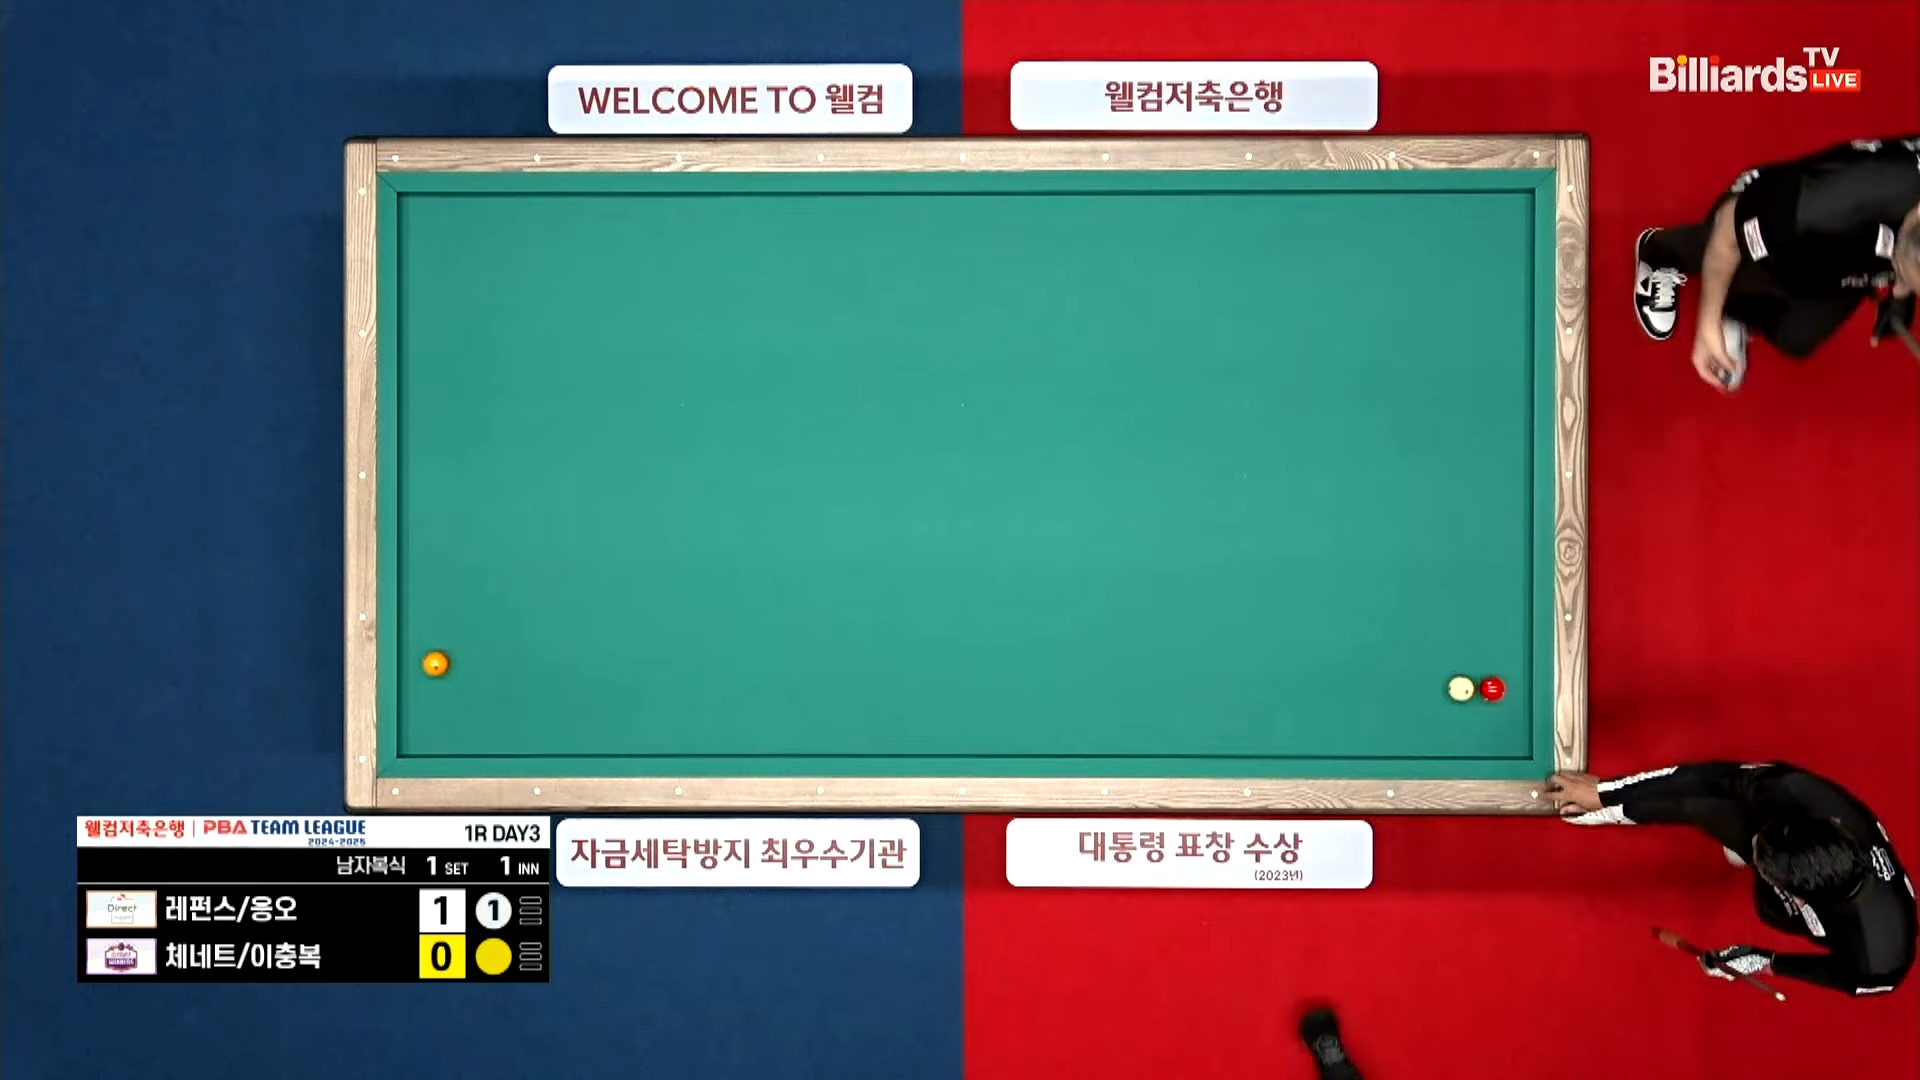 WELCOME TO 웰컴
웰컴저축은행
Billiards TV
LIVE
웰컴저축은행 | PBA TEAM LEAGUE
2024-2025
1R DAY3
남자복식 1 SET 1 INN
Direct
레펀스/응오 1 1
체네트/이충복 0
자금세탁방지 최우수기관
대통령 표창 수상
(2023년)